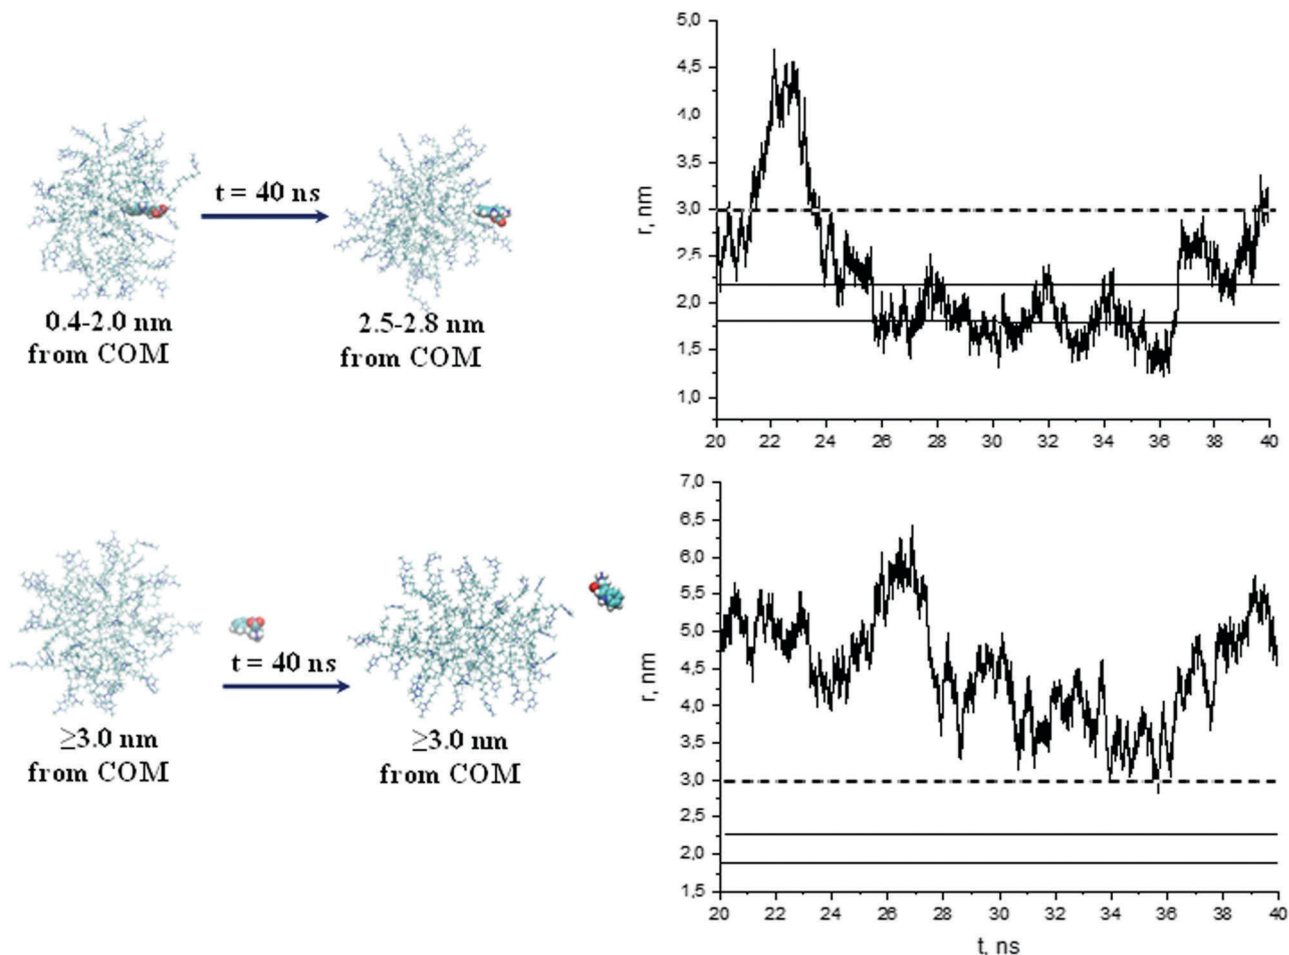 t = 40 ns
0.4-2.0 nm
from COM
2.5-2.8 nm
from COM
r, nm
5,0
4,5
4,0
3,5
3,0
2,5
2,0
1,5
1,0
20 22 24 26 28 30 32 34 36 38 40
t = 40 ns
≥3.0 nm
from COM
≥3.0 nm
from COM
r, nm
7,0
6,5
6,0
5,5
5,0
4,5
4,0
3,5
3,0
2,5
2,0
1,5
20 22 24 26 28 30 32 34 36 38 40
t, ns